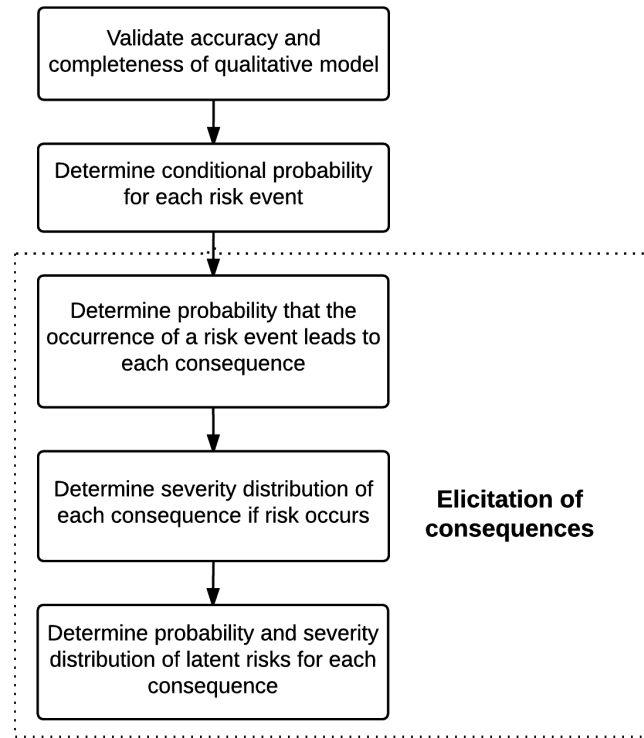 Validate accuracy and
completeness of qualitative model
Determine conditional probability
for each risk event
Determine probability that the
occurrence of a risk event leads to
each consequence
Determine severity distribution of
each consequence if risk occurs
Elicitation of
consequences
Determine probability and severity
distribution of latent risks for each
consequence